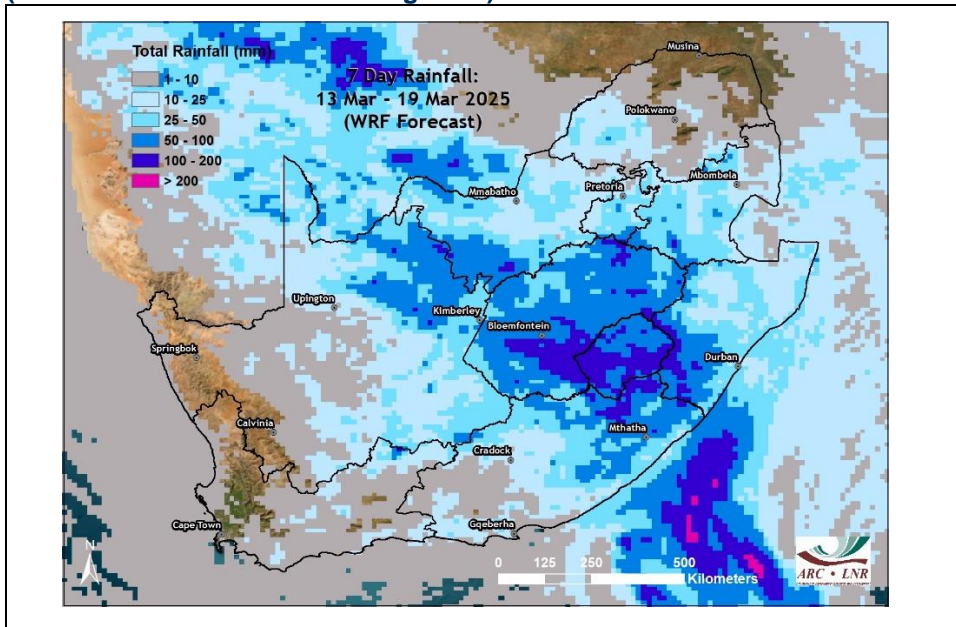 Total Rainfall (mm)
1 - 10
10 - 25
25 - 50
50 - 100
100 - 200
> 200
7 Day Rainfall:
13 Mar - 19 Mar 2025
(WRF Forecast)
Musina
Polokwane
Mbombela
Pretoria
Mmabatho
Upington
Kimberley
Bloemfontein
Springbok
Durban
Calvinia
Mthatha
Cradock
Cape Town
Gqeberha
N
0 125 250 500
Kilometers
ARC • LNR